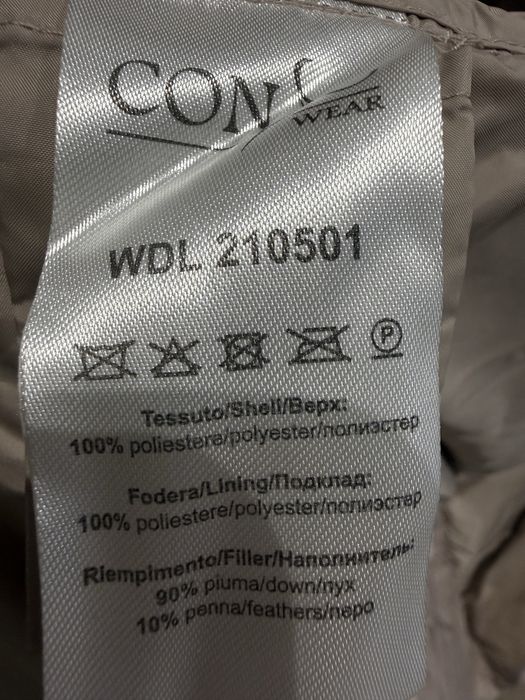 WEAR
WDL 210501
P
Tessuto/Shell/Верх:
100% poliestere/polyester/полиэстер
Fodera/Lining/Подклад:
100% poliestere/polyester/полиэстер
Riempimento/Filler/Наполнитель:
90% piuma/down/пух
10% penna/feathers/перо